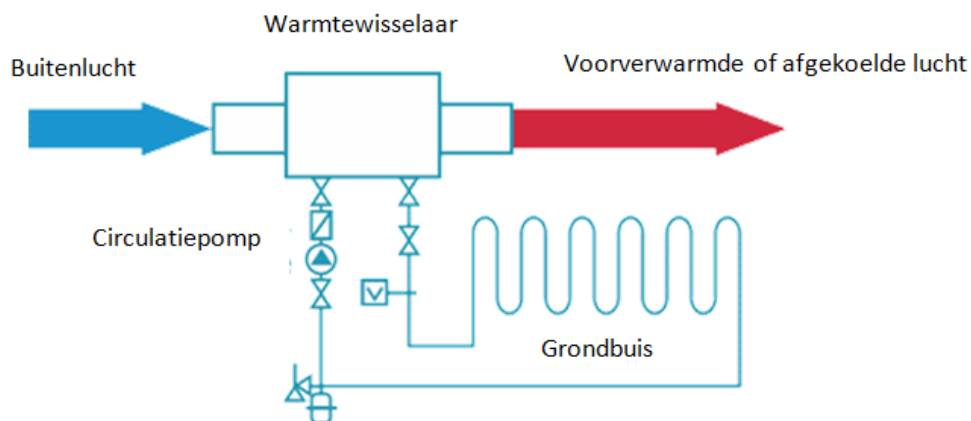 Warmtewisselaar
Buitenlucht
Voorverwarmde of afgekoelde lucht
Circulatiepomp
V
Grondbuis